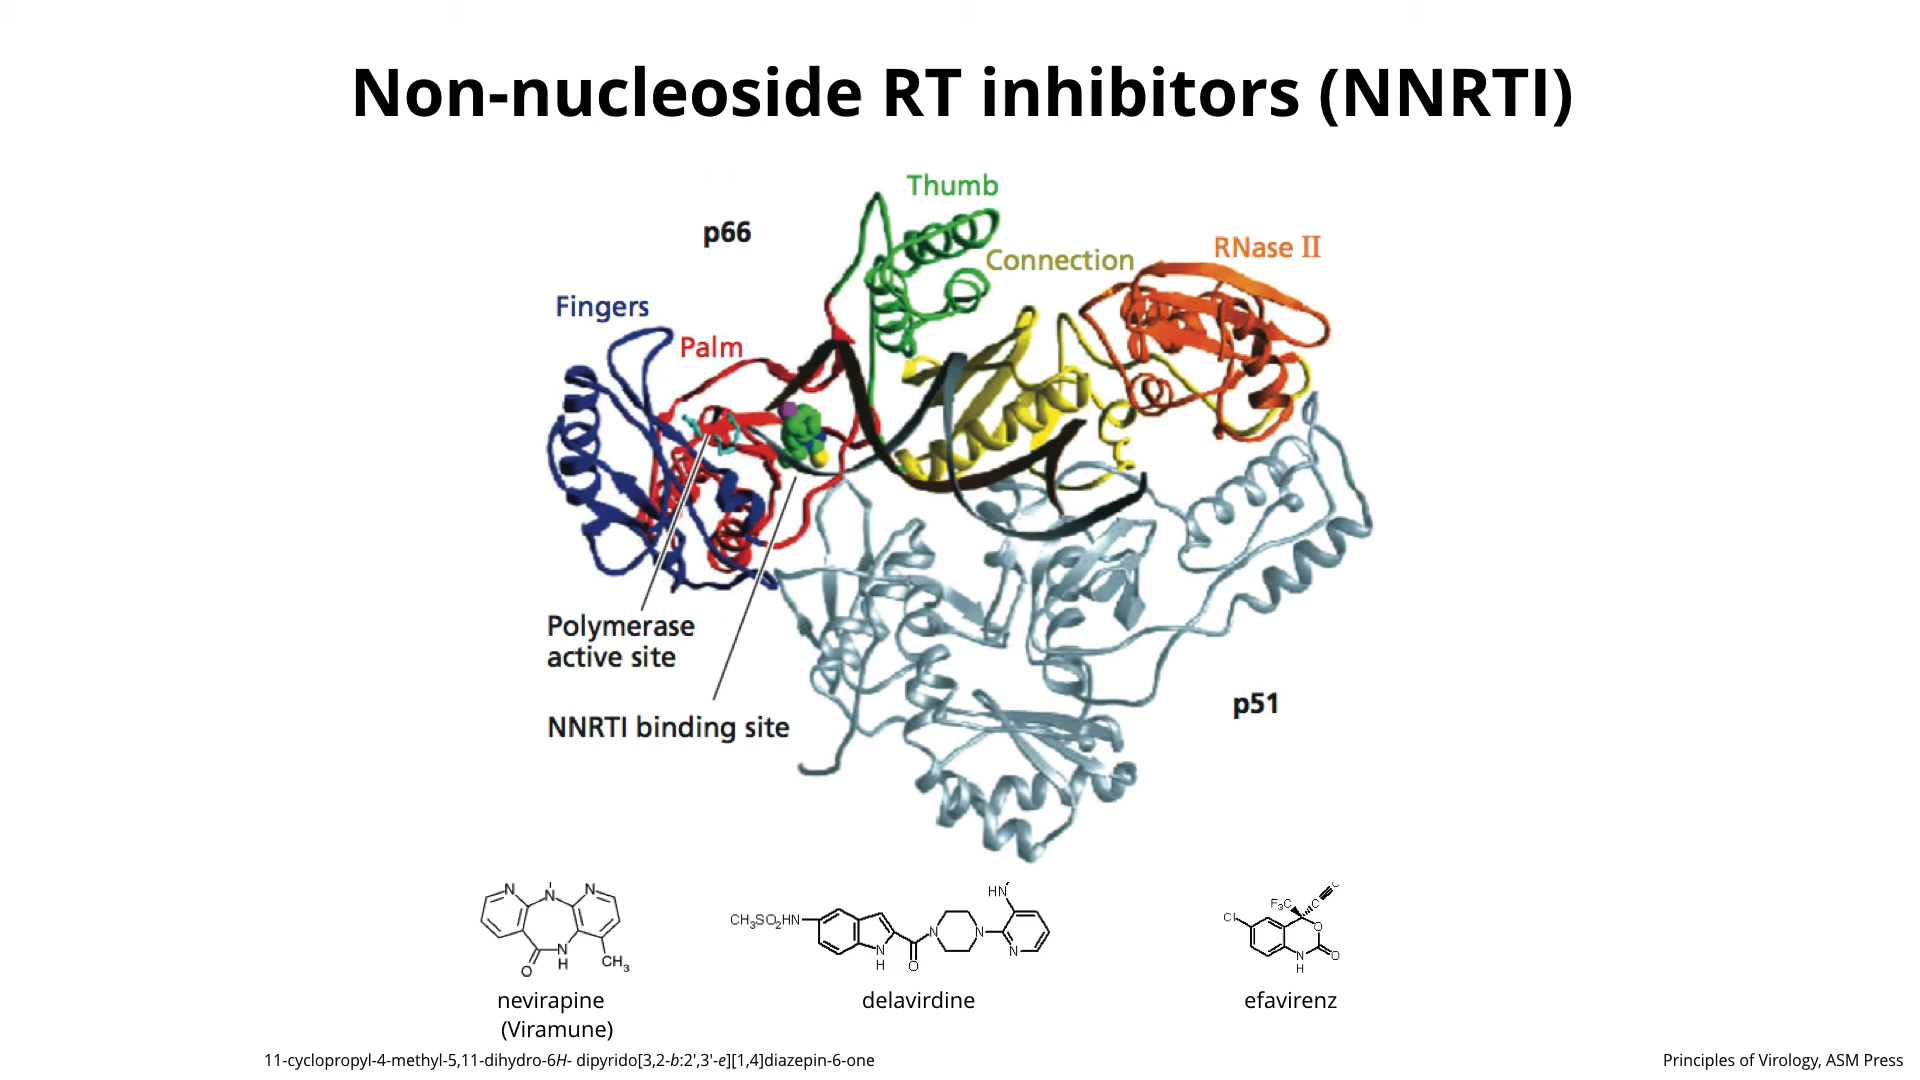 Non-nucleoside RT inhibitors (NNRTI)
Thumb
p66
Connection
RNase II
Fingers
Palm
Polymerase
active site
NNRTI binding site
p51
N
N
N
O
N
H
CH3
CH3SO2HN
N
H
O
N
N
HN
N
Cl
F3C
C
C
O
N
H
O
nevirapine
(Viramune)
delavirdine
efavirenz
11-cyclopropyl-4-methyl-5,11-dihydro-6H- dipyrido[3,2-b:2',3'-e][1,4]diazepin-6-one
Principles of Virology, ASM Press